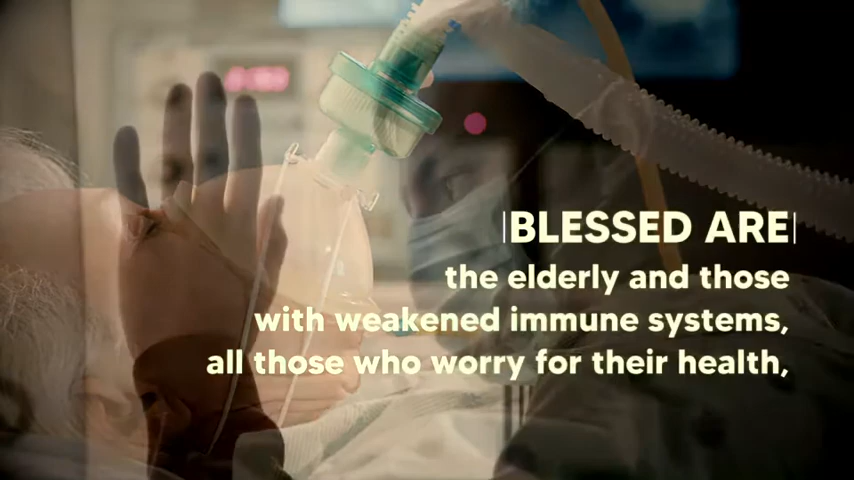 BLESSED ARE
the elderly and those
with weakened immune systems,
all those who worry for their health,